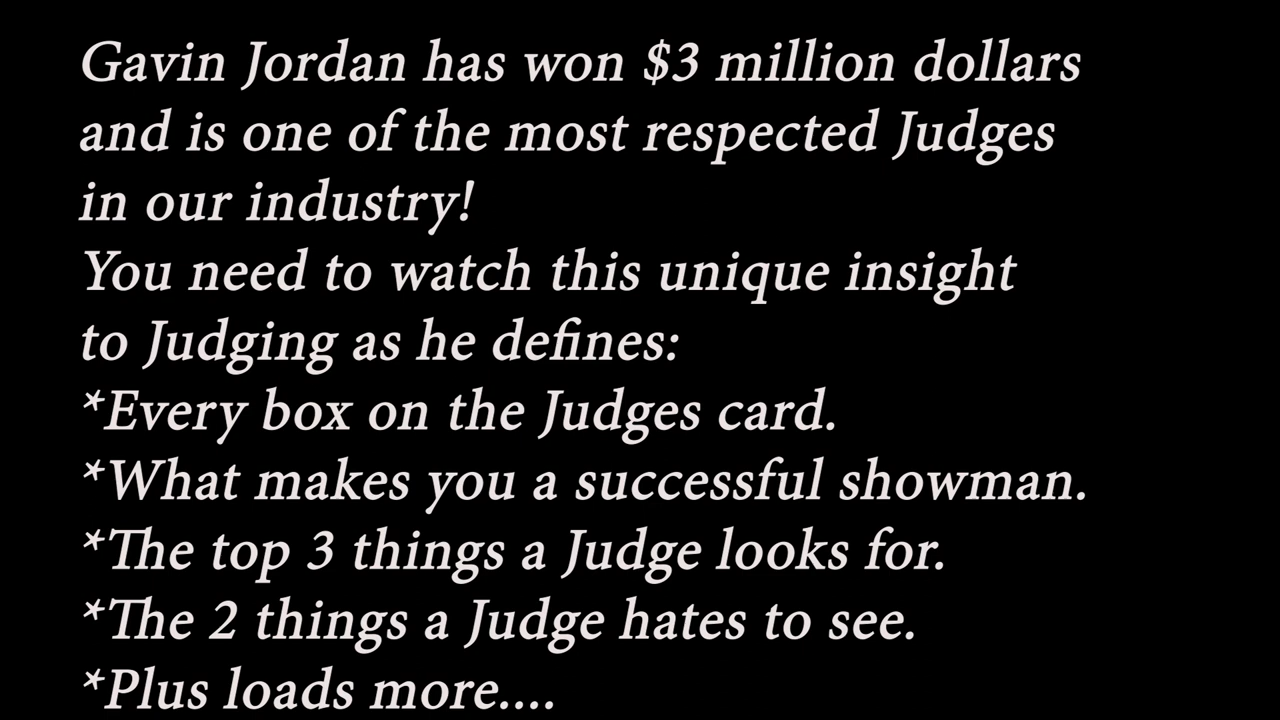 Gavin Jordan has won $3 million dollars
and is one of the most respected Judges
in our industry!
You need to watch this unique insight
to Judging as he defines:
*Every box on the Judges card.
*What makes you a successful showman.
*The top 3 things a Judge looks for.
*The 2 things a Judge hates to see.
*Plus loads more....